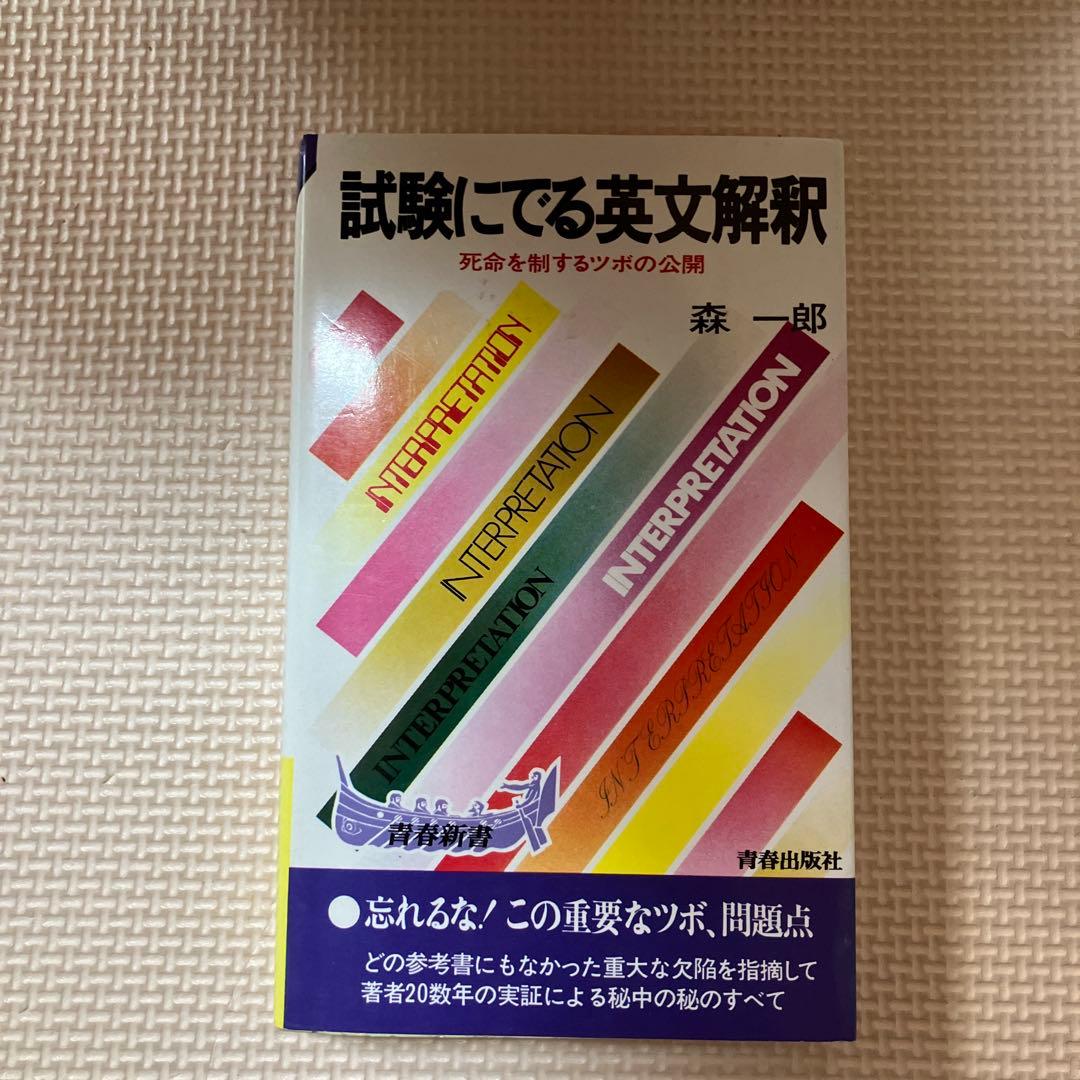 試験にでる英文解釈
死命を制するツボの公開
森 一郎
INTERPRETATION
INTERPRETATION
INTERPRETATION
INTERPRETATION
INTERPRETATION
青春新書
青春出版社
●忘れるな!この重要なツボ、問題点
どの参考書にもなかった重大な欠陥を指摘して
著者20数年の実証による秘中の秘のすべて